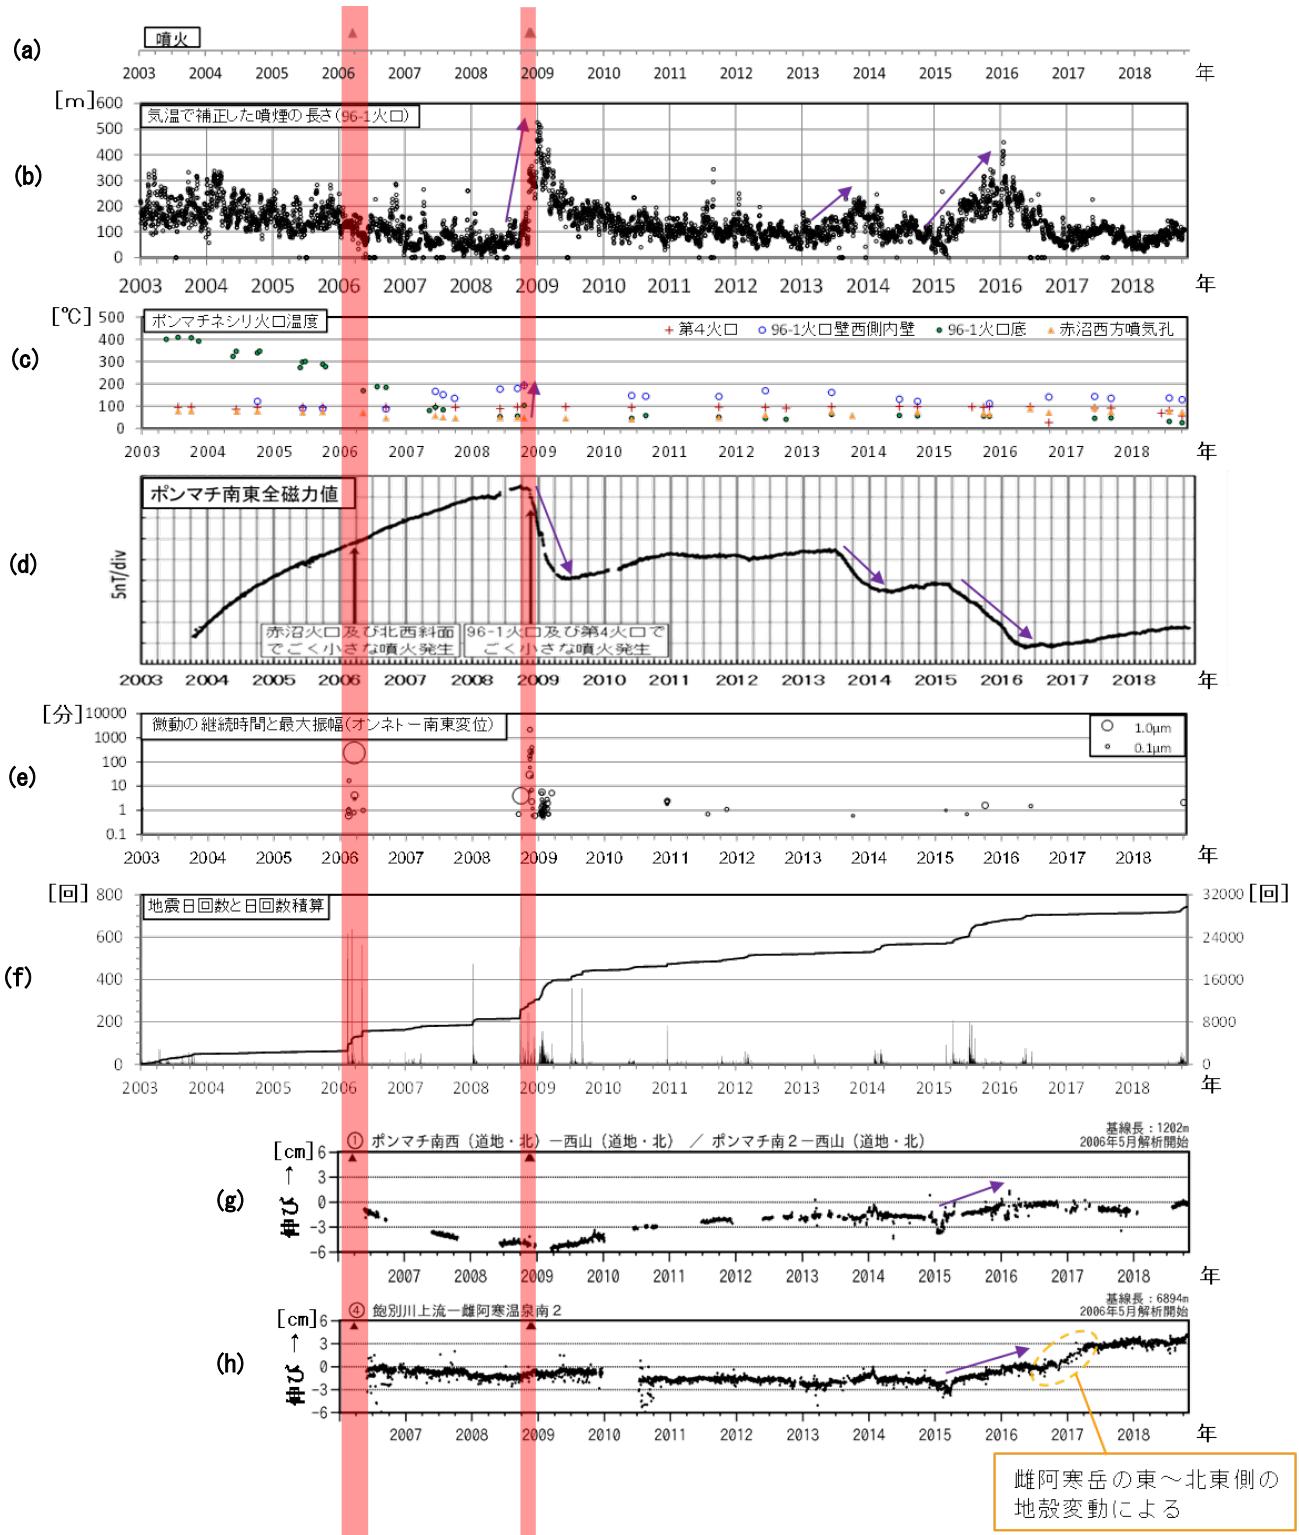 (a)
噴火
2003 2004 2005 2006 2007 2008 2009 2010 2011 2012 2013 2014 2015 2016 2017 2018 年
[m]
気温で補正した噴煙の長さ(96-1火口)
(b)
600
500
400
300
200
100
0
2003 2004 2005 2006 2007 2008 2009 2010 2011 2012 2013 2014 2015 2016 2017 2018 年
[℃]
ポンマチネシリ火口温度
第4火口 96-1火口壁西側内壁 96-1火口底 赤沼西方噴気孔
(c)
500
400
300
200
100
0
2003 2004 2005 2006 2007 2008 2009 2010 2011 2012 2013 2014 2015 2016 2017 2018 年
ポンマチ南東全磁力値
(d)
5nT/div
赤沼火口及び北西斜面
でごく小さな噴火発生
96-1火口及び第4火口で
ごく小さな噴火発生
2003 2004 2005 2006 2007 2008 2009 2010 2011 2012 2013 2014 2015 2016 2017 2018 年
[分]
微動の継続時間と最大振幅(オンネトー南東変位)
1.0μm
0.1μm
(e)
10000
1000
100
10
1
0.1
2003 2004 2005 2006 2007 2008 2009 2010 2011 2012 2013 2014 2015 2016 2017 2018 年
[回]
地震日回数と日回数積算
[回]
(f)
800
600
400
200
0
32000
24000
16000
8000
0
2003 2004 2005 2006 2007 2008 2009 2010 2011 2012 2013 2014 2015 2016 2017 2018 年
[cm]
① ポンマチ南西（道地・北）－西山（道地・北） ／ ポンマチ南２－西山（道地・北）
基線長：1202m
2006年5月解析開始
(g)
伸び→
6
3
0
-3
-6
2007 2008 2009 2010 2011 2012 2013 2014 2015 2016 2017 2018 年
[cm]
④ 飽別川上流－雌阿寒温泉南２
基線長：6894m
2006年5月解析開始
(h)
伸び→
6
3
0
-3
-6
2007 2008 2009 2010 2011 2012 2013 2014 2015 2016 2017 2018 年
雌阿寒岳の東～北東側の
地殻変動による